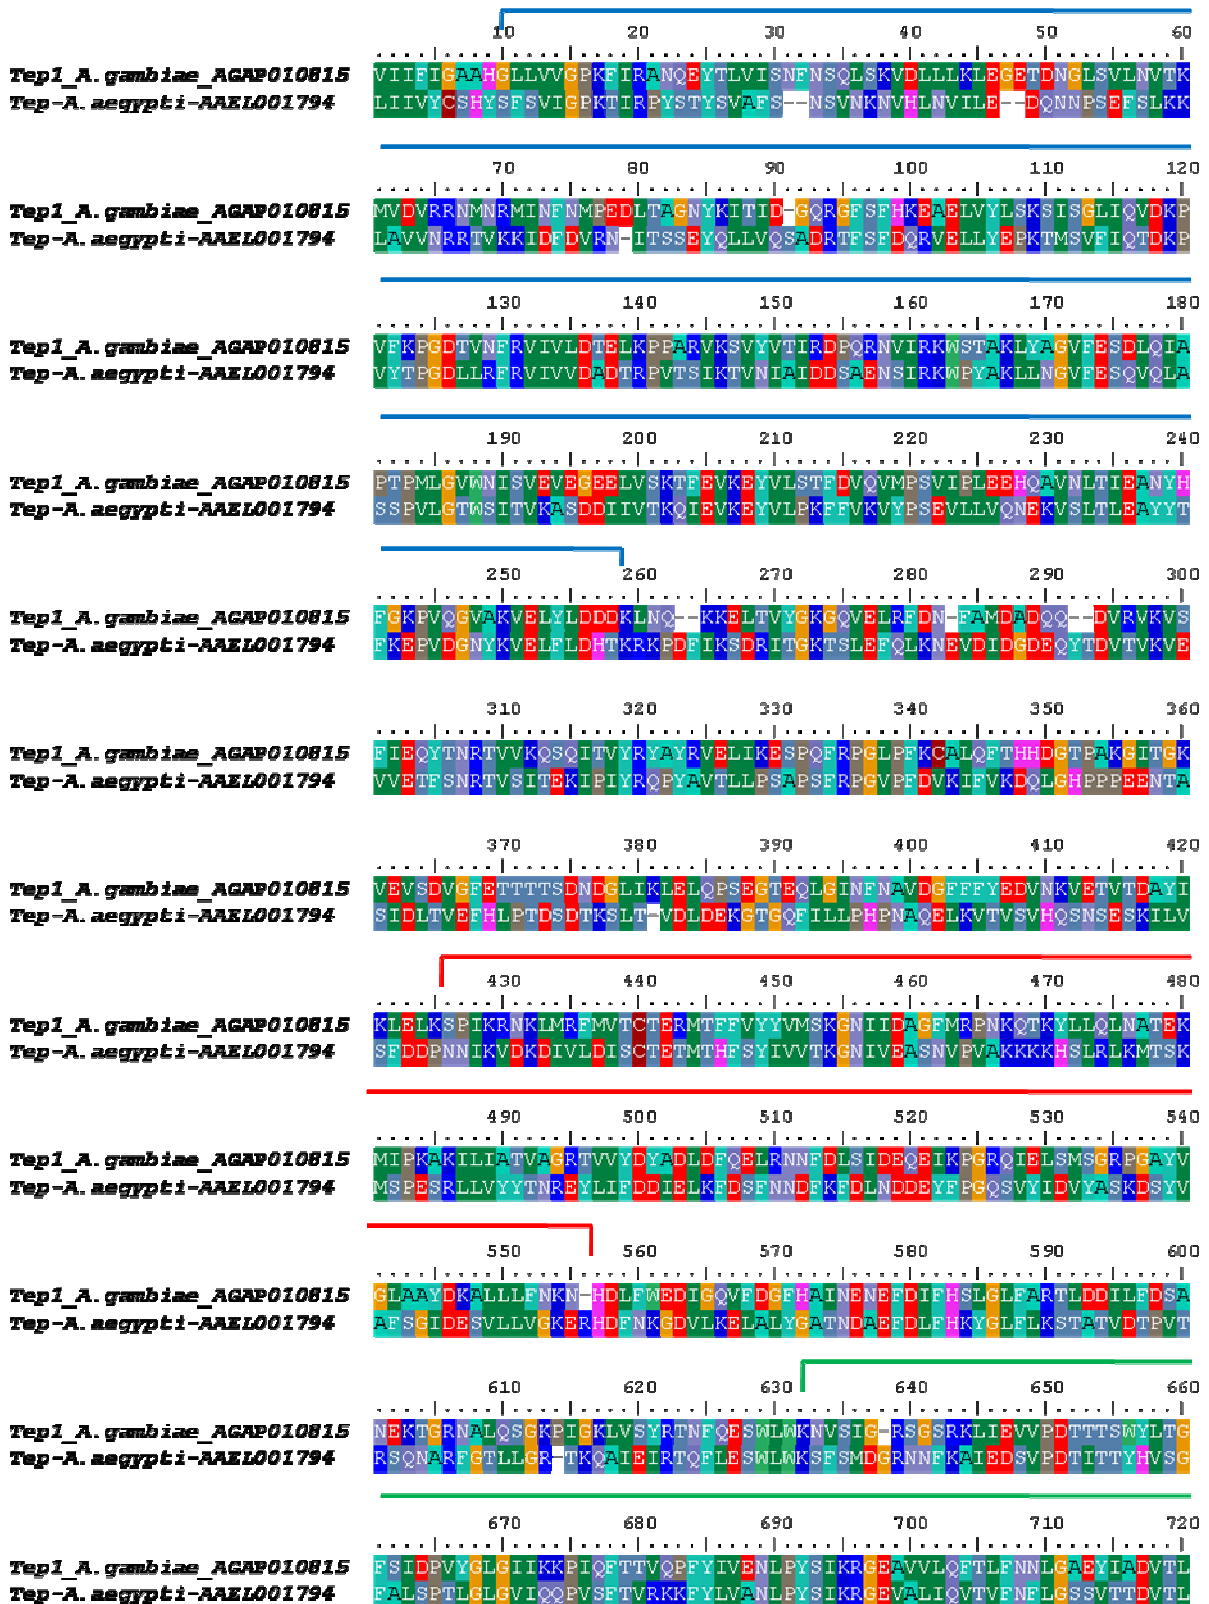 10 20 30 40 50 60
Tep1_A.gambiae_AGAP010815 VIIFIGAAHGLLVVGPKFIRANQEYTLVISNFNSQLSKVDLLLKLEGETDNGLSVLNVTK
Tep-A.aegypti-AAEL001794 LIIVYCSHYSFSVIGPKTIRPYSTYSVAFS--NSVNKNVHLNVILE--DQNNPSEFSLKK
70 80 90 100 110 120
Tep1_A.gambiae_AGAP010815 MVDVRRNMNRMINFNMPEDLTAGNYKITID-GQRGFSFHKEAELVYLSKSISGLIQVDKP
Tep-A.aegypti-AAEL001794 LAVVNRRTVKKIDFDVRN-ITSSEYQLLVQSADRTFSFDQRVELLYEPKTMSVFIQTDKP
130 140 150 160 170 180
Tep1_A.gambiae_AGAP010815 VFKPGDTVNFRVIVLDTELKPPARVKSVYVTIRDPQRNVIRKWSTAKLYAGVFESDLQIA
Tep-A.aegypti-AAEL001794 VYTPGDLLRFRVIVVDADTRPVTSIKTVNIAIDDSAENSIRKWPYAKLLNGVFESQVQLA
190 200 210 220 230 240
Tep1_A.gambiae_AGAP010815 PTPMLGVWNISVEVEGEELVSKTFEVKEYVLSTFDVQVMPSVIPLEEHQAVNLTIEANYH
Tep-A.aegypti-AAEL001794 SSPVLGTWSITVKASDDIIVTKQIEVKEYVLPKFFVKVYPSEVLLVQNEKVSLTLEAYYT
250 260 270 280 290 300
Tep1_A.gambiae_AGAP010815 FGKPVQGVAKVELYLDDDKLNQ--KKELTVYGKGQVELRFDN-FAMDADQQ--DVRVKVS
Tep-A.aegypti-AAEL001794 FKEPVDGNYKVELFLDHTKRKPDFIKSDRITGKTSLEFQLKNEVDIDGDEQYTDVTVKVE
310 320 330 340 350 360
Tep1_A.gambiae_AGAP010815 FIEQYTNRTVVKQSQITVYRYAYRVELIKESPQFRPGLPFKCALQFTHHDGTPAKGITGK
Tep-A.aegypti-AAEL001794 VVETFSNRTVSITEKIPIYRQPYAVTLLPSAPSFRPGVPFDVKIFVKDQLGHPPPEENTA
370 380 390 400 410 420
Tep1_A.gambiae_AGAP010815 VEVSDVGFETTTTSDNDGLIKLELQPSEGTEQLGINFNAVDGFFFYEDVNKVETVTDAYI
Tep-A.aegypti-AAEL001794 SIDLTVEFHLPTDSDTKSLT-VDLDEKGTGQFILLPHPNAQELKVTVSVHQSNSESKILV
430 440 450 460 470 480
Tep1_A.gambiae_AGAP010815 KLELKSPIKRNKLMRFMVTCTERMTFFVYYVMSKGNIIDAGFMRPNKQTKYLLQLNATEK
Tep-A.aegypti-AAEL001794 SFDDPNNIKVDKDIVLDISCTETMTHFSYIVVTKGNIVEASNVPVAKKKKHSLRLKMTSK
490 500 510 520 530 540
Tep1_A.gambiae_AGAP010815 MIPKAKILIATVAGRTVVYDYADLDFQELRNNFDLSIDEQEIKPGRQIELSMSGRPGAYV
Tep-A.aegypti-AAEL001794 MSPESRLLVYYTNREYLIFDDIELKFDSFNNDFKFDLNDDEYFPGQSVYIDVYASKDSYV
550 560 570 580 590 600
Tep1_A.gambiae_AGAP010815 GLAAYDKALLLFNKN-HDLFWEDIGQVFDGFHAINENEFDIFHSLGLFARTLDDILFDSA
Tep-A.aegypti-AAEL001794 AFSGIDESVLLVGKERHDFNKGDVLKELALYGATNDAEFDLFHKYGLFLKSTATVDTPVT
610 620 630 640 650 660
Tep1_A.gambiae_AGAP010815 NEKTGRNALQSGKPIGKLVSYRTNFQESWLWKNVSIG-RSGSRKLIEVVPDTTTSWYLTG
Tep-A.aegypti-AAEL001794 RSQNARFGTLLGR-TKQAIEIRTQFLESWLWKSFSMDGRNNFKAIEDSVPDTITTYHVSG
670 680 690 700 710 720
Tep1_A.gambiae_AGAP010815 FSIDPVYGLGIIKKPIQFTTVQPFYIVENLPYSIKRGEAVVLQFTLFNNLGAEYIADVTL
Tep-A.aegypti-AAEL001794 FALSPTLGLGVIQQPVSFTVRKKFYLVANLPYSIKRGEVALIQVTVFNFLGSSVTTDVTL